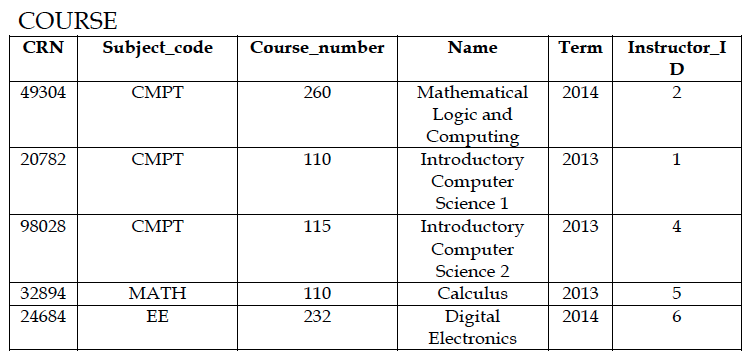 COURSE
CRN Subject_code Course_number Name Term Instructor_I
D
49304 CMPT 260 Mathematical 2014 2
Logic and
Computing
20782 CMPT 110 Introductory 2013 1
Computer
Science 1
98028 CMPT 115 Introductory 2013 4
Computer
Science 2
32894 MATH 110 Calculus 2013 5
24684 EE 232 Digital 2014 6
Electronics